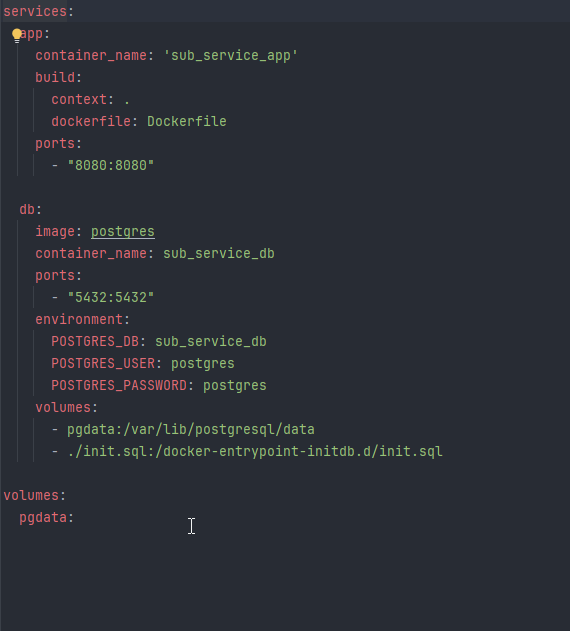 services:
  app:
    container_name: 'sub_service_app'
    build:
      context: .
      dockerfile: Dockerfile
    ports:
      - "8080:8080"

  db:
    image: postgres
    container_name: sub_service_db
    ports:
      - "5432:5432"
    environment:
      POSTGRES_DB: sub_service_db
      POSTGRES_USER: postgres
      POSTGRES_PASSWORD: postgres
    volumes:
      - pgdata:/var/lib/postgresql/data
      - ./init.sql:/docker-entrypoint-initdb.d/init.sql

volumes:
  pgdata: